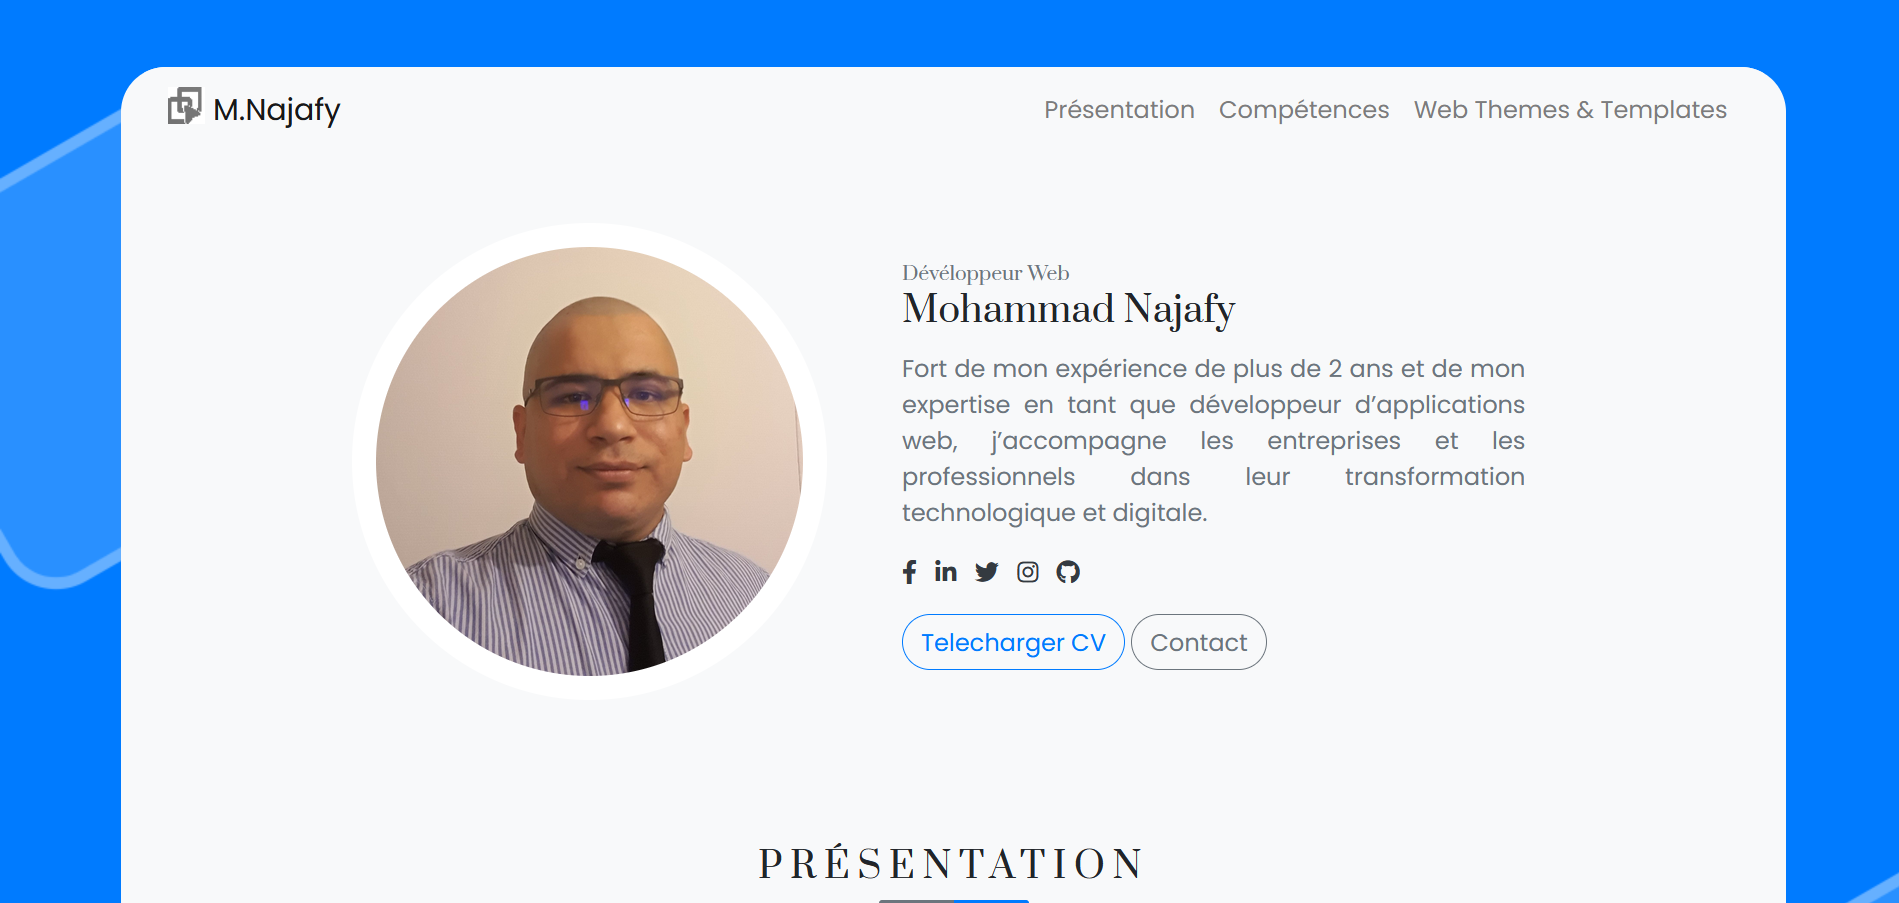 M.Najafy
Présentation Compétences Web Themes & Templates
Dévéloppeur Web
Mohammad Najafy
Fort de mon expérience de plus de 2 ans et de mon
expertise en tant que développeur d’applications
web, j’accompagne les entreprises et les
professionnels dans leur transformation
technologique et digitale.
Telecharger CV Contact
PRÉSENTATION